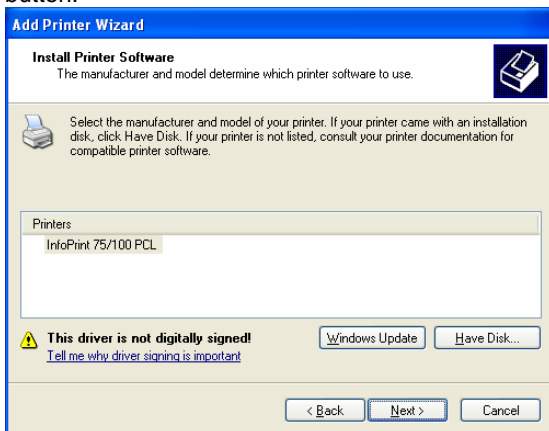 button.
Add Printer Wizard
Install Printer Software
The manufacturer and model determine which printer software to use.
Select the manufacturer and model of your printer. If your printer came with an installation
disk, click Have Disk. If your printer is not listed, consult your printer documentation for
compatible printer software.
Printers
InfoPrint 75/100 PCL
This driver is not digitally signed!
Tell me why driver signing is important
Windows Update
Have Disk...
< Back
Next >
Cancel